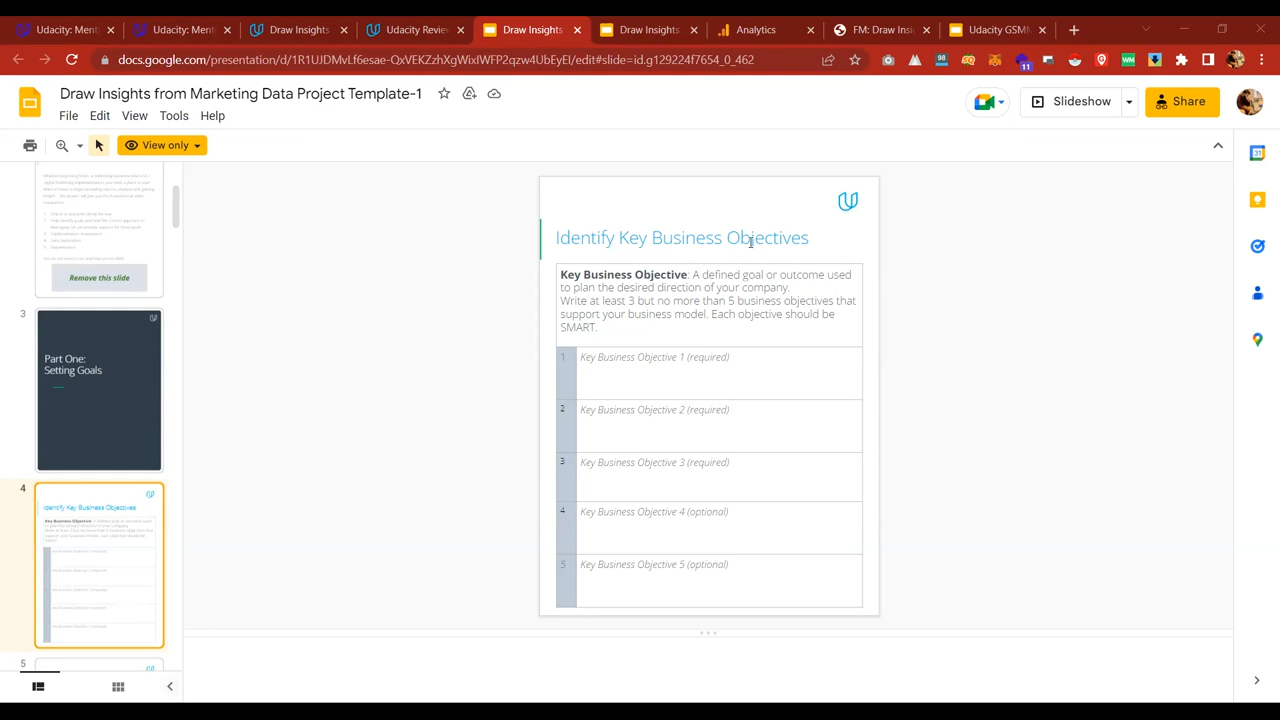 Udacity: Ment
Udacity: Ment
Draw Insights
Udacity Review
Draw Insights
Draw Insights
Analytics
FM: Draw Insi
Udacity GSM
docs.google.com/presentation/d/1R1UJDMvLf6esae-QxVEKZzhXgWixIWFP2qzw4UbEyEI/edit#slide=id.g129224f7654_0_462
98
11
WM
Draw Insights from Marketing Data Project Template-1
File Edit View Tools Help
Slideshow
Share
View only
31
Remove this slide
3
Part One:
Setting Goals
4
Identify Key Business Objectives
5
Identify Key Business Objectives
Key Business Objective: A defined goal or outcome used
to plan the desired direction of your company.
Write at least 3 but no more than 5 business objectives that
support your business model. Each objective should be
SMART.
1 Key Business Objective 1 (required)
2 Key Business Objective 2 (required)
3 Key Business Objective 3 (required)
4 Key Business Objective 4 (optional)
5 Key Business Objective 5 (optional)